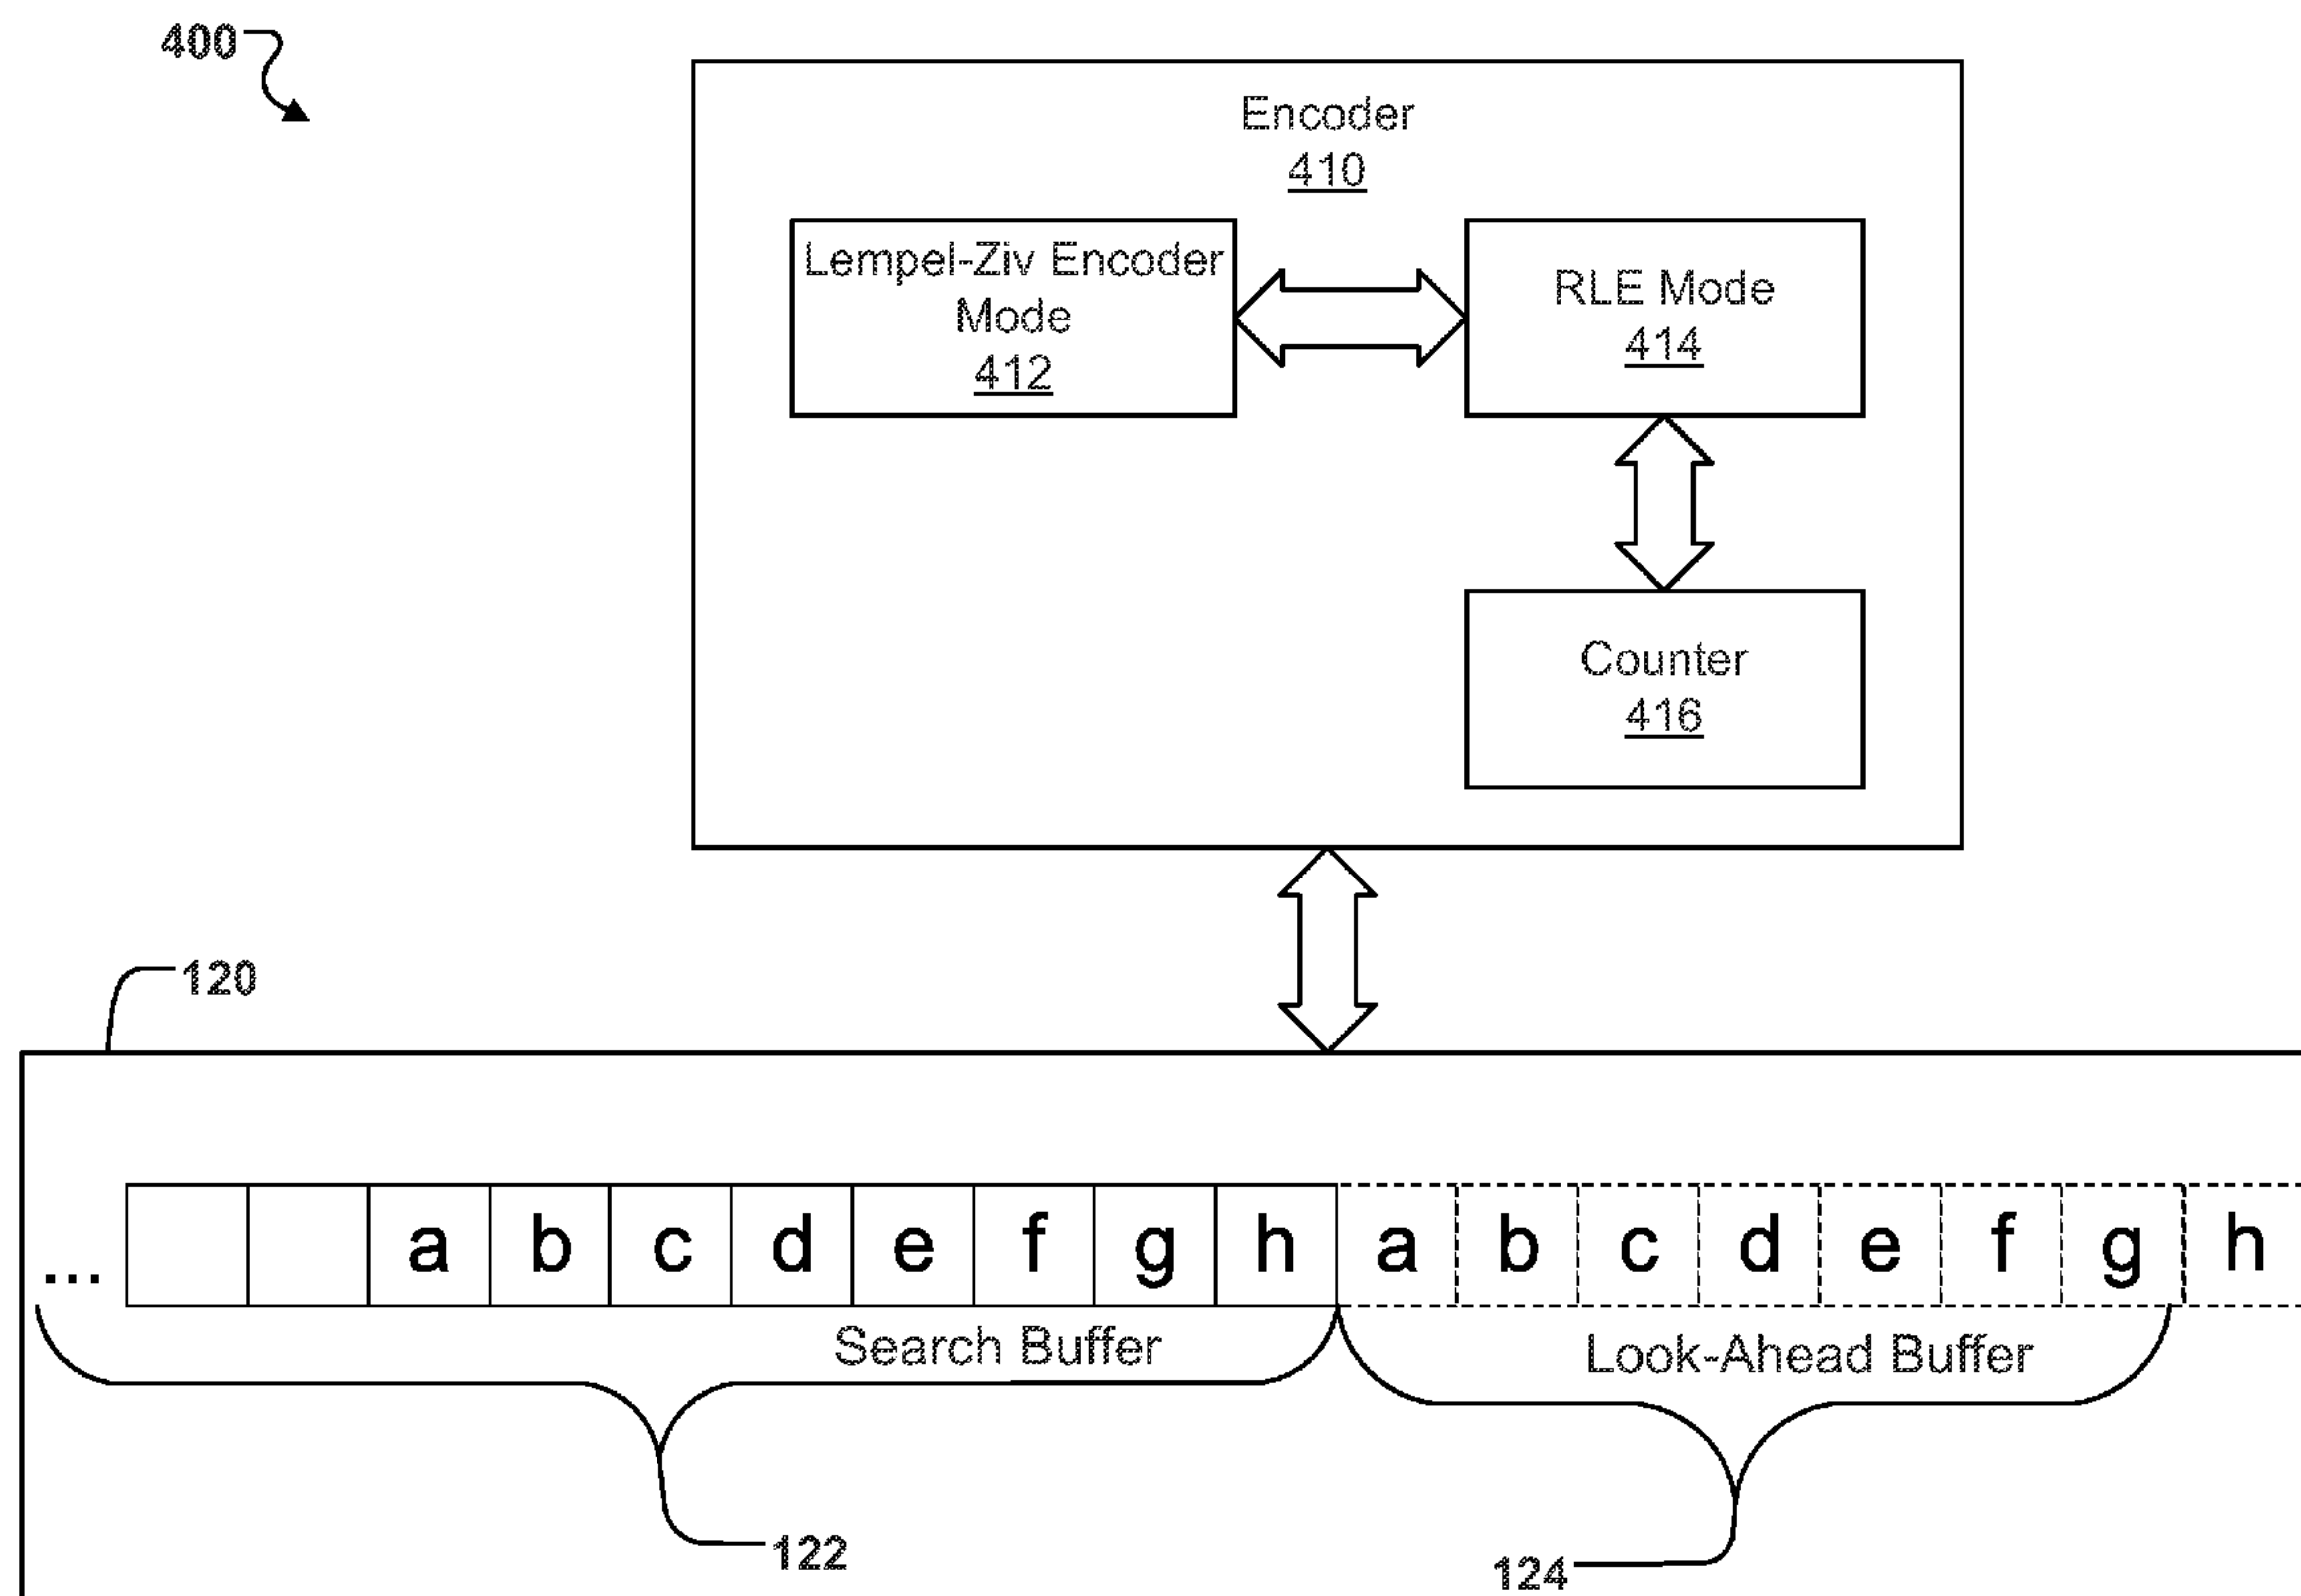 400
Encoder
410
Lempel-Ziv Encoder
Mode
412
RLE Mode
414
Counter
416
120
... a b c d e f g h a b c d e f g h
Search Buffer
Look-Ahead Buffer
122
124